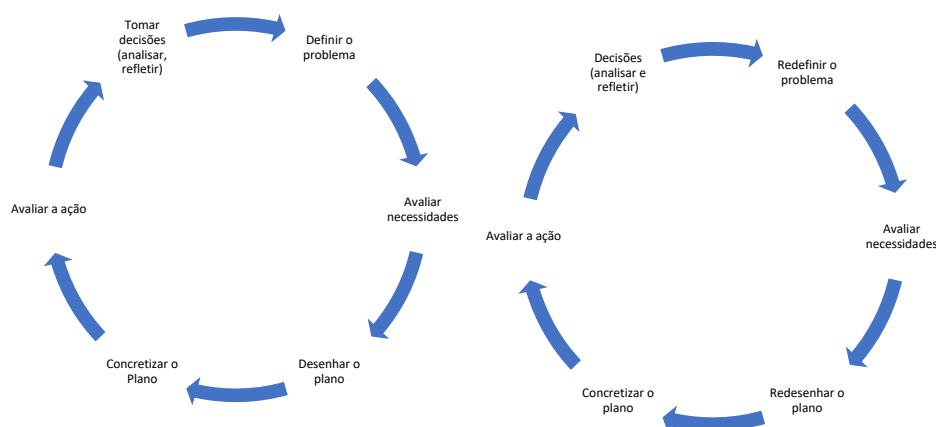 Tomar
decisões
(analisar,
refletir)
Definir o
problema
Avaliar
necessidades
Desenhar o
plano
Concretizar o
Plano
Avaliar a ação
Decisões
(analisar e
refletir)
Redefinir o
problema
Avaliar
necessidades
Redesenhar o
plano
Concretizar o
plano
Avaliar a ação